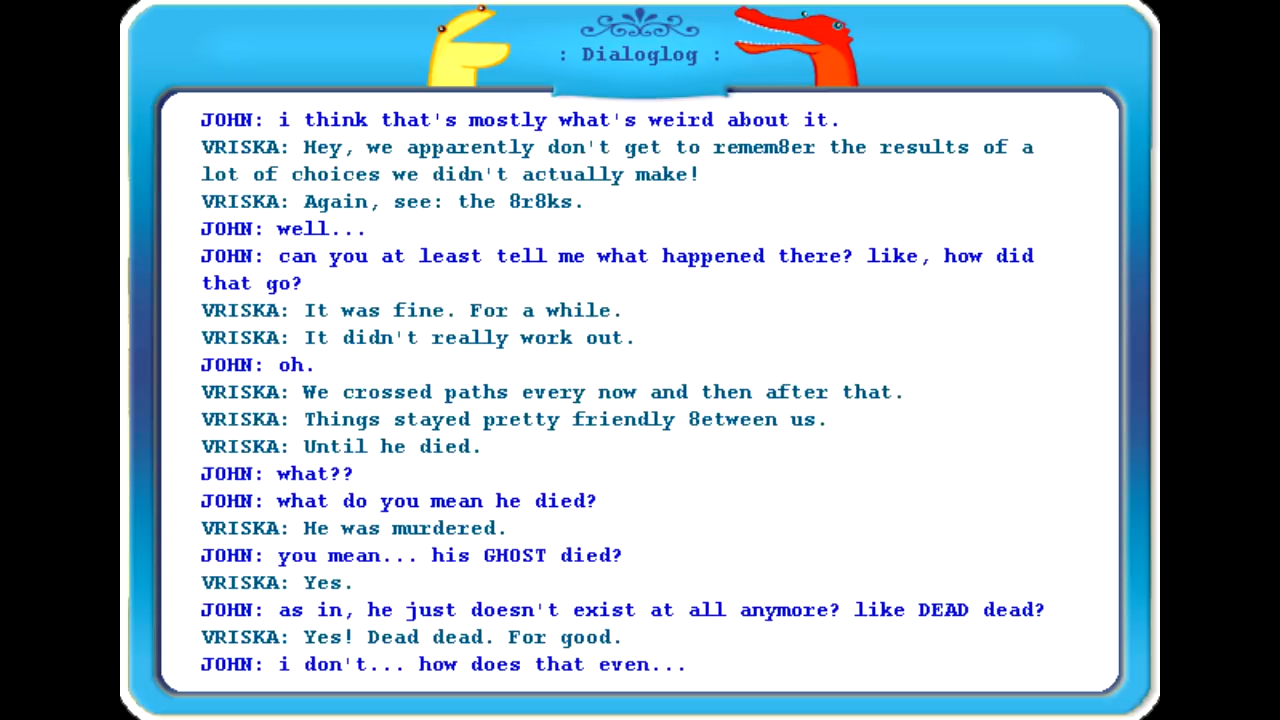 : Dialoglog :
JOHN: i think that's mostly what's weird about it.
VRISKA: Hey, we apparently don't get to remem8er the results of a
lot of choices we didn't actually make!
VRISKA: Again, see: the 8r8ks.
JOHN: well...
JOHN: can you at least tell me what happened there? like, how did
that go?
VRISKA: It was fine. For a while.
VRISKA: It didn't really work out.
JOHN: oh.
VRISKA: We crossed paths every now and then after that.
VRISKA: Things stayed pretty friendly 8etween us.
VRISKA: Until he died.
JOHN: what??
JOHN: what do you mean he died?
VRISKA: He was murdered.
JOHN: you mean... his GHOST died?
VRISKA: Yes.
JOHN: as in, he just doesn't exist at all anymore? like DEAD dead?
VRISKA: Yes! Dead dead. For good.
JOHN: i don't... how does that even...